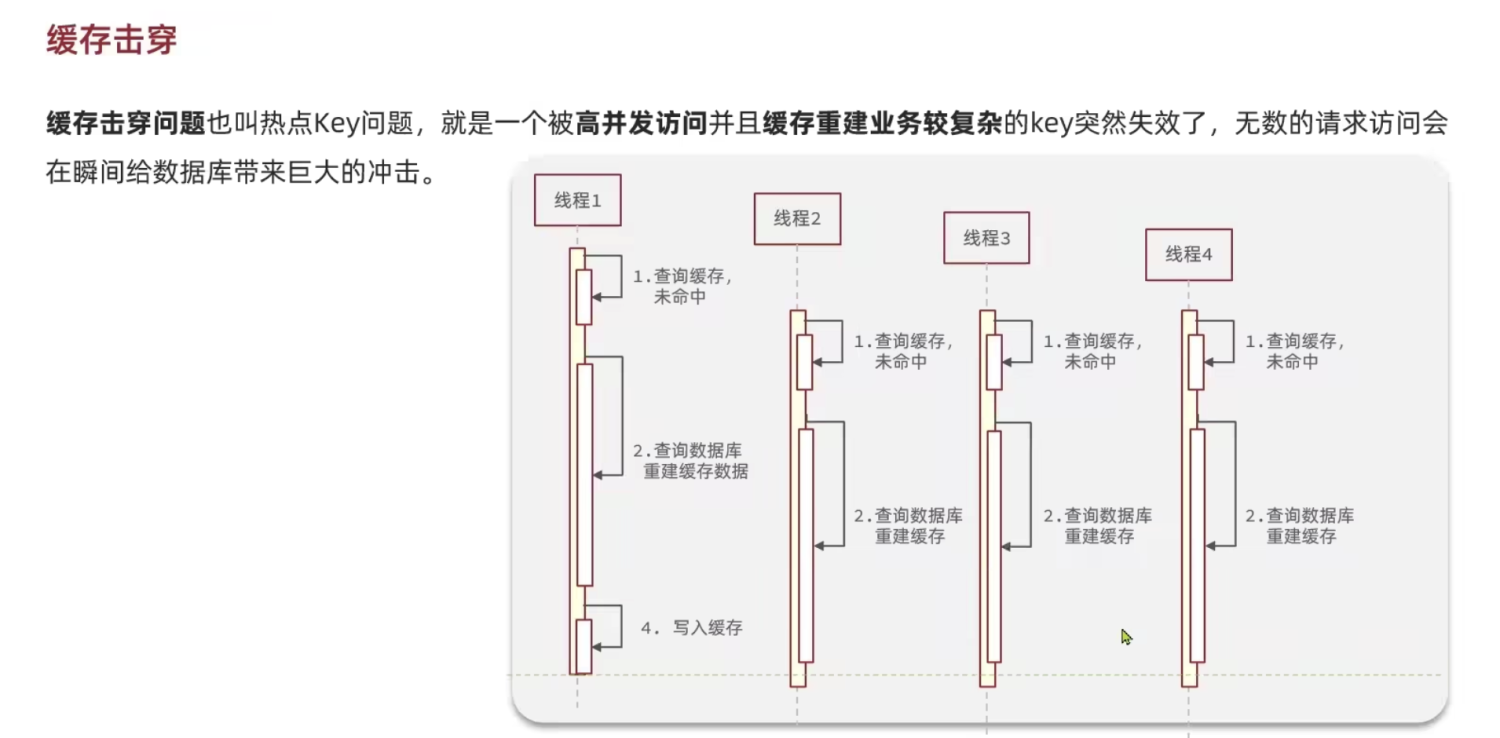 缓存击穿
缓存击穿问题也叫热点Key问题，就是一个被高并发访问并且缓存重建业务较复杂的key突然失效了，无数的请求访问会
在瞬间给数据库带来巨大的冲击。
线程1
线程2
线程3
线程4
1.查询缓存，
未命中
1.查询缓存，
未命中
1.查询缓存，
未命中
1.查询缓存，
未命中
2.查询数据库
重建缓存数据
2.查询数据库
重建缓存
2.查询数据库
重建缓存
2.查询数据库
重建缓存
4. 写入缓存